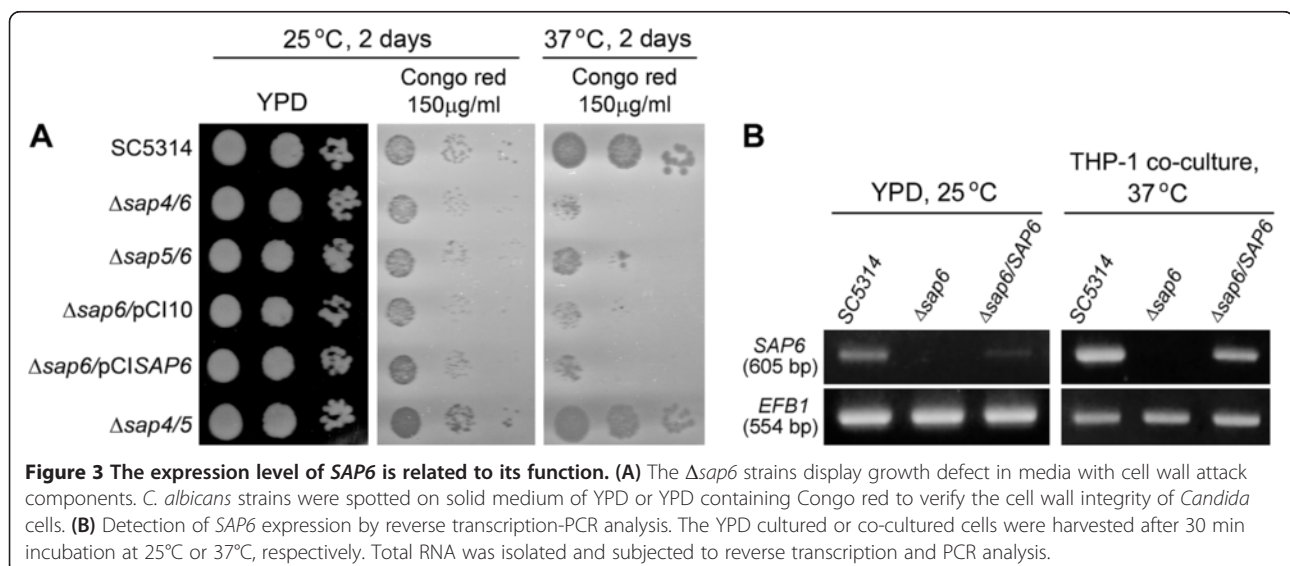 25 °C, 2 days
37 °C, 2 days
YPD
Congo red
150μg/ml
Congo red
150μg/ml
A
SC5314
Δsap4/6
Δsap5/6
Δsap6/pCI10
Δsap6/pCISAP6
Δsap4/5
B
YPD, 25 °C
THP-1 co-culture,
37 °C
SC5314
Δsap6
Δsap6/SAP6
SC5314
Δsap6
Δsap6/SAP6
SAP6
(605 bp)
EFB1
(554 bp)
Figure 3 The expression level of SAP6 is related to its function. (A) The Δsap6 strains display growth defect in media with cell wall attack
components. C. albicans strains were spotted on solid medium of YPD or YPD containing Congo red to verify the cell wall integrity of Candida
cells. (B) Detection of SAP6 expression by reverse transcription-PCR analysis. The YPD cultured or co-cultured cells were harvested after 30 min
incubation at 25°C or 37°C, respectively. Total RNA was isolated and subjected to reverse transcription and PCR analysis.